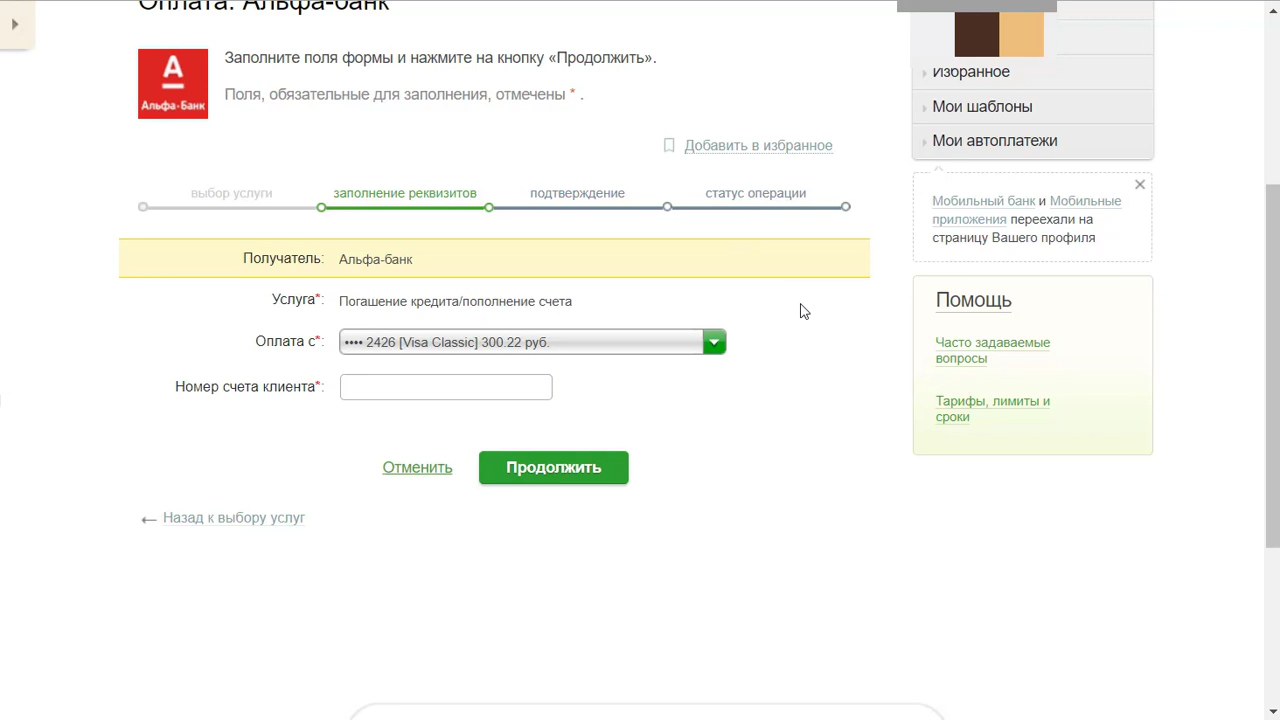 Оплата: Альфа-банк
А
Альфа-Банк
Заполните поля формы и нажмите на кнопку «Продолжить».
Поля, обязательные для заполнения, отмечены * .
Добавить в избранное
выбор услуги
заполнение реквизитов
подтверждение
статус операции
Получатель: Альфа-банк
Услуга*: Погашение кредита/пополнение счета
Оплата с*: •••• 2426 [Visa Classic] 300.22 руб.
Номер счета клиента*:
Отменить
Продолжить
← Назад к выбору услуг
Избранное
Мои шаблоны
Мои автоплатежи
Мобильный банк и Мобильные
приложения переехали на
страницу Вашего профиля
Помощь
Часто задаваемые
вопросы
Тарифы, лимиты и
сроки